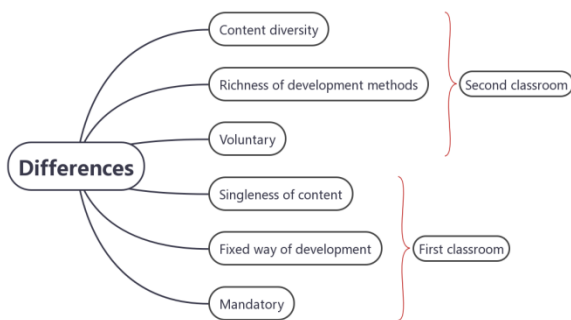 Content diversity
Richness of development methods
Second classroom
Voluntary
Differences
Singleness of content
Fixed way of development
First classroom
Mandatory